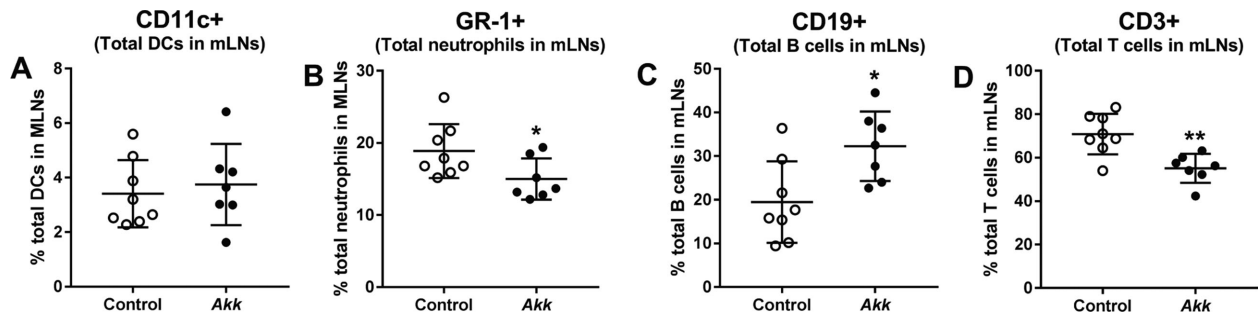 A
CD11c+
(Total DCs in mLNs)
% total DCs in MLNs
8
6
4
2
0
Control
Akk
B
GR-1+
(Total neutrophils in mLNs)
% total neutrophils in MLNs
30
20
10
0
*
Control
Akk
C
CD19+
(Total B cells in mLNs)
% total B cells in mLNs
50
40
30
20
10
0
*
Control
Akk
D
CD3+
(Total T cells in mLNs)
% total T cells in mLNs
100
80
60
40
20
0
**
Control
Akk